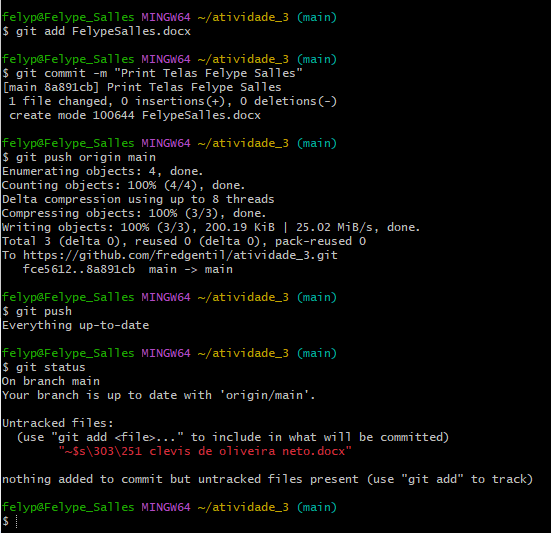 felyp@Felype_Salles MINGW64 ~/atividade_3 (main)
$ git add FelypeSalles.docx
felyp@Felype_Salles MINGW64 ~/atividade_3 (main)
$ git commit -m "Print Telas Felype Salles"
[main 8a891cb] Print Telas Felype Salles
 1 file changed, 0 insertions(+), 0 deletions(-)
 create mode 100644 FelypeSalles.docx
felyp@Felype_Salles MINGW64 ~/atividade_3 (main)
$ git push origin main
Enumerating objects: 4, done.
Counting objects: 100% (4/4), done.
Delta compression using up to 8 threads
Compressing objects: 100% (3/3), done.
Writing objects: 100% (3/3), 200.19 KiB | 25.02 MiB/s, done.
Total 3 (delta 0), reused 0 (delta 0), pack-reused 0
To https://github.com/fredgentil/atividade_3.git
   fce5612..8a891cb  main -> main
felyp@Felype_Salles MINGW64 ~/atividade_3 (main)
$ git push
Everything up-to-date
felyp@Felype_Salles MINGW64 ~/atividade_3 (main)
$ git status
On branch main
Your branch is up to date with 'origin/main'.
Untracked files:
  (use "git add <file>..." to include in what will be committed)
        "~$s\303\251 clevis de oliveira neto.docx"
nothing added to commit but untracked files present (use "git add" to track)
felyp@Felype_Salles MINGW64 ~/atividade_3 (main)
$